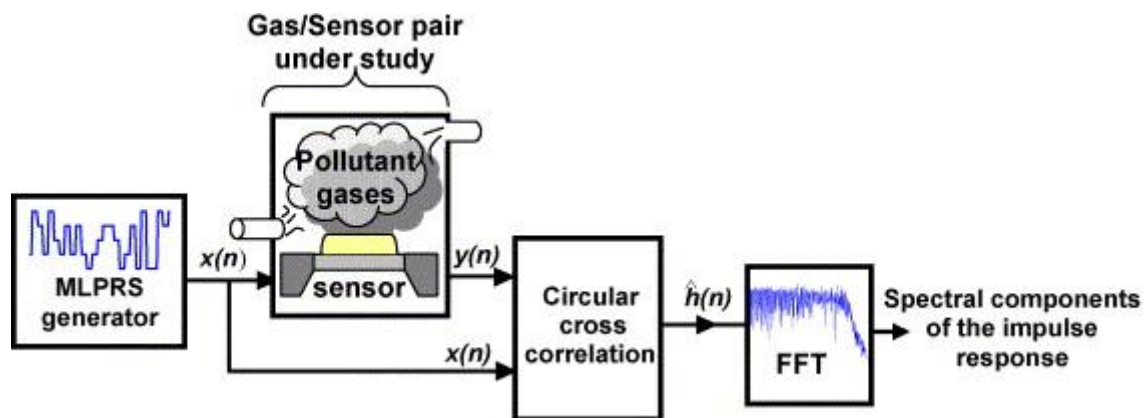 Gas/Sensor pair
under study
Pollutant
gases
sensor
MLPRS
generator
x(n)
y(n)
x(n)
Circular
cross
correlation
ĥ(n)
FFT
Spectral components
of the impulse
response